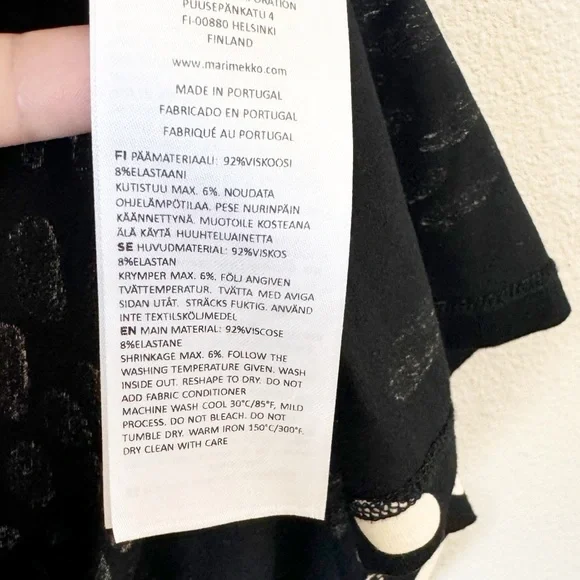 PUUSEPÄNKATU 4
FI-00880 HELSINKI
FINLAND
www.marimekko.com
MADE IN PORTUGAL
FABRICADO EN PORTUGAL
FABRIQUÉ AU PORTUGAL
FI PÄÄMATERIAALI: 92%VISKOOSI
8%ELASTAANI
KUTISTUU MAX. 6%. NOUDATA
OHJELÄMPÖTILAA. PESE NURINPÄIN
KÄÄNNETTYNÄ. MUOTOILE KOSTEANA
ÄLÄ KÄYTÄ HUUHTELUAINETTA
SE HUVUDMATERIAL: 92%VISKOS
8%ELASTAN
KRYMPER MAX. 6%. FÖLJ ANGIVEN
TVÄTTEMPERATUR. TVÄTTA MED AVIGA
SIDAN UTÅT. STRÄCKS FUKTIG. ANVÄND
INTE TEXTILSKÖLJMEDEL
EN MAIN MATERIAL: 92%VISCOSE
8%ELASTANE
SHRINKAGE MAX. 6%. FOLLOW THE
WASHING TEMPERATURE GIVEN. WASH
INSIDE OUT. RESHAPE TO DRY. DO NOT
ADD FABRIC CONDITIONER
MACHINE WASH COOL 30°C/85°F, MILD
PROCESS. DO NOT BLEACH. DO NOT
TUMBLE DRY. WARM IRON 150°C/300°F.
DRY CLEAN WITH CARE